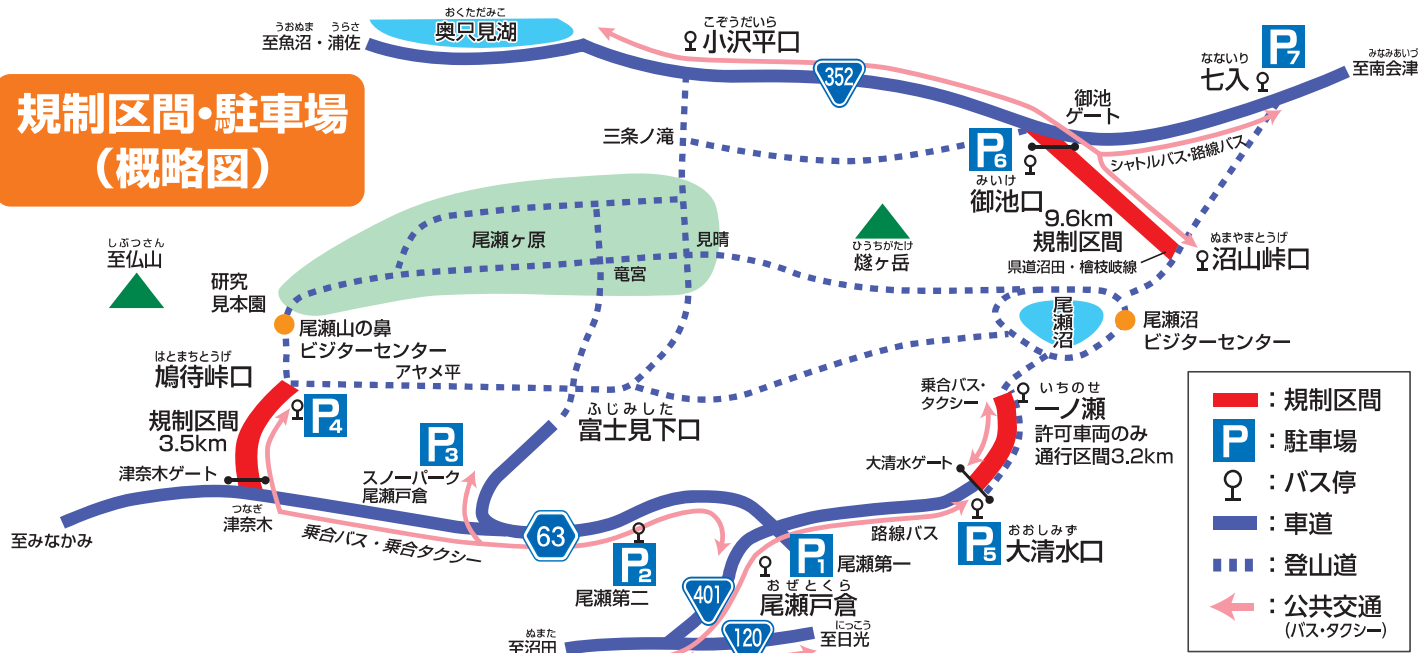 規制区間・駐車場
（概略図）
うおぬま うらさ
至魚沼・浦佐
おくただみこ
奥只見湖
こぞうだいら
小沢平口
352
なないり
七入
P7
みなみあいづ
至南会津
御池
ゲート
シャトルバス・路線バス
三条ノ滝
P6
みいけ
御池口
9.6km
規制区間
県道沼田・檜枝岐線
ぬまやまとうげ
沼山峠口
しぶつさん
至仏山
尾瀬ヶ原
見晴
竜宮
ひうちがたけ
燧ヶ岳
研究
見本園
尾瀬山の鼻
ビジターセンター
尾瀬沼
尾瀬沼
ビジターセンター
はとまちとうげ
鳩待峠口
アヤメ平
規制区間
3.5km
P4
P3
スノーパーク
尾瀬戸倉
ふじみした
富士見下口
乗合バス・
タクシー
いちのせ
一ノ瀬
許可車両のみ
通行区間3.2km
津奈木ゲート
大清水ゲート
つなぎ
津奈木
至みなかみ
乗合バス・乗合タクシー
63
P2
尾瀬第二
P1
尾瀬第一
路線バス
P5
おおしみず
大清水口
おぜとくら
尾瀬戸倉
401
120
ぬまた
至沼田
にっこう
至日光
：規制区間
P：駐車場
：バス停
：車道
：登山道
：公共交通
(バス・タクシー)